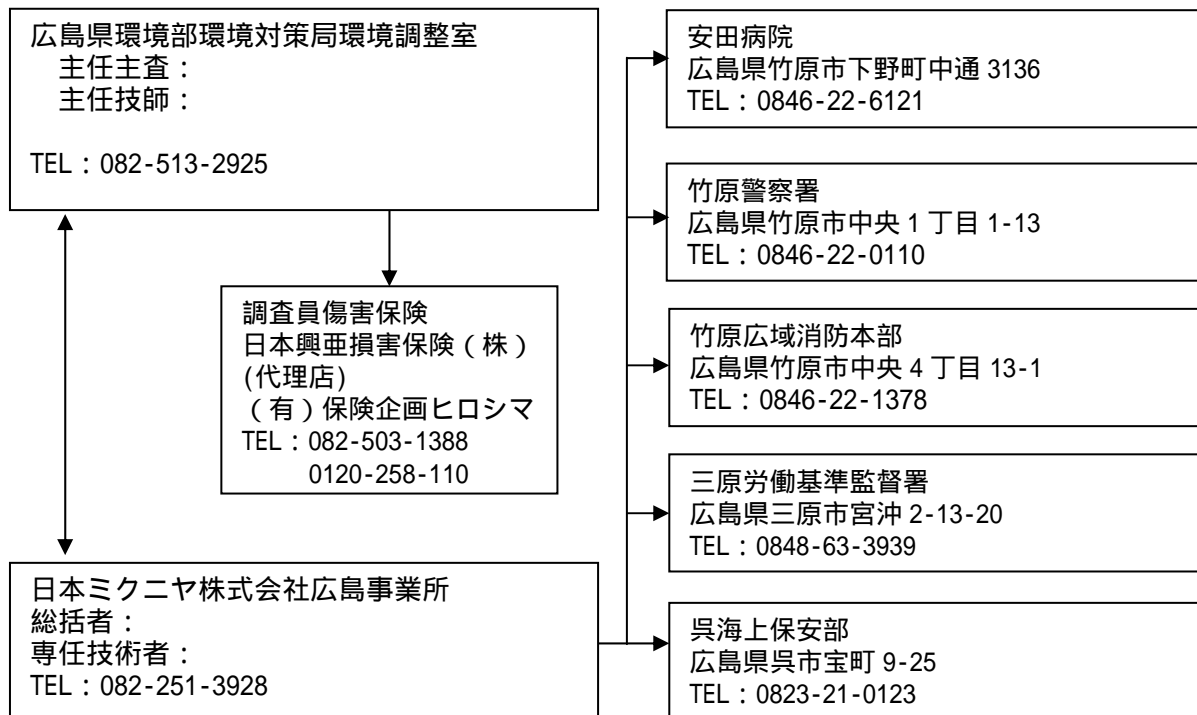 広島県環境部環境対策局環境調整室
主任主査：
主任技師：
TEL：082-513-2925
調査員傷害保険
日本興亜損害保険（株）
(代理店)
（有）保険企画ヒロシマ
TEL：082-503-1388
0120-258-110
日本ミクニヤ株式会社広島事業所
総括者：
専任技術者：
TEL：082-251-3928
安田病院
広島県竹原市下野町中通 3136
TEL：0846-22-6121
竹原警察署
広島県竹原市中央 1 丁目 1-13
TEL：0846-22-0110
竹原広域消防本部
広島県竹原市中央 4 丁目 13-1
TEL：0846-22-1378
三原労働基準監督署
広島県三原市宮沖 2-13-20
TEL：0848-63-3939
呉海上保安部
広島県呉市宝町 9-25
TEL：0823-21-0123